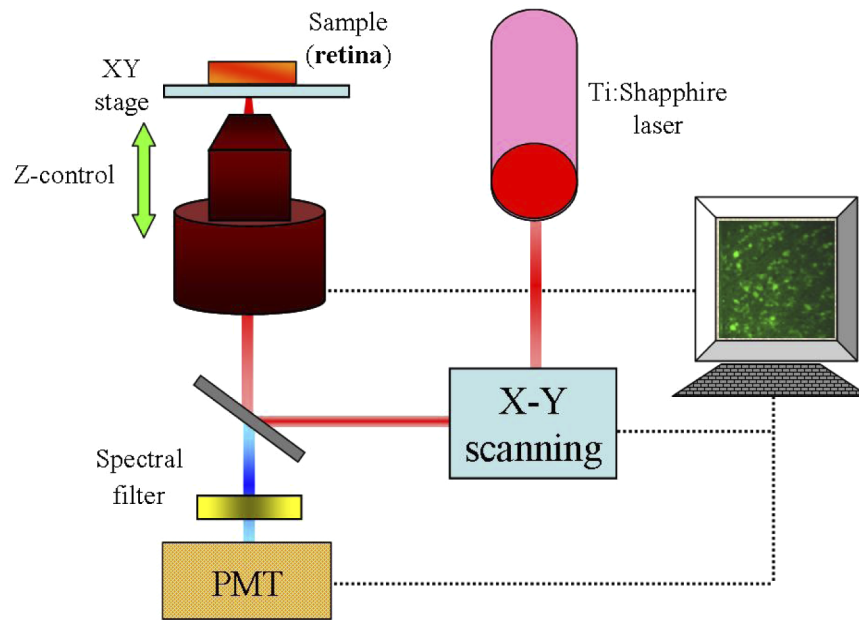 Sample
(retina)
XY
stage
Ti:Shapphire
laser
Z-control
X-Y
scanning
Spectral
filter
PMT